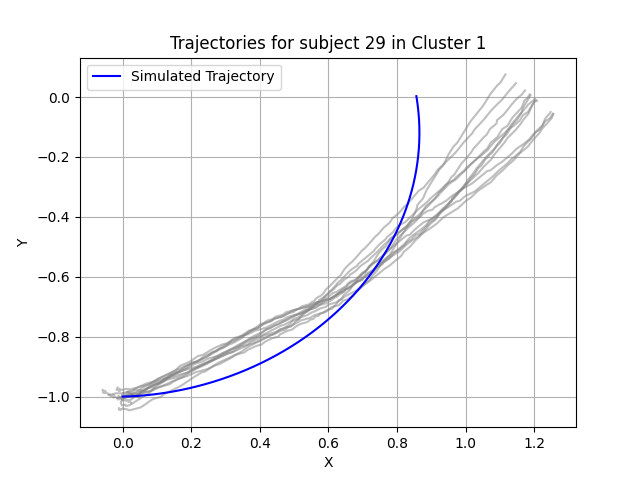 Trajectories for subject 29 in Cluster 1
Simulated Trajectory
0.0
−0.2
−0.4
−0.6
−0.8
−1.0
Y
0.0 0.2 0.4 0.6 0.8 1.0 1.2
X